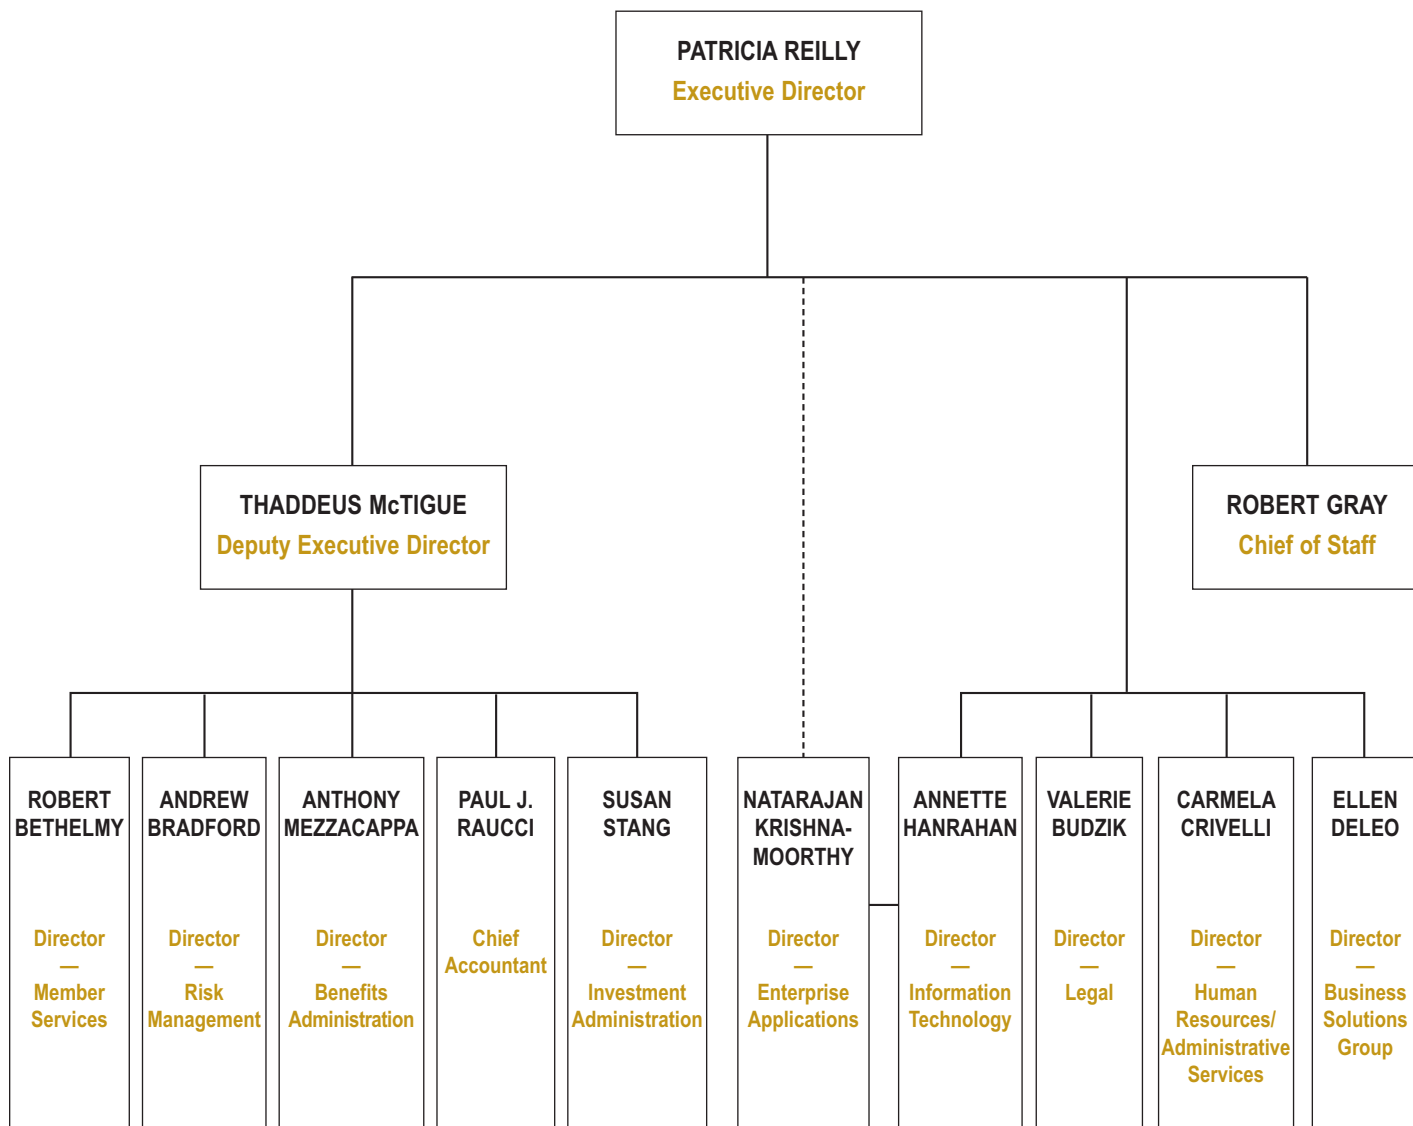 PATRICIA REILLY
Executive Director
THADDEUS McTIGUE
Deputy Executive Director
ROBERT GRAY
Chief of Staff
ROBERT
BETHELMY
Director
—
Member
Services
ANDREW
BRADFORD
Director
—
Risk
Management
ANTHONY
MEZZACAPPA
Director
—
Benefits
Administration
PAUL J.
RAUCCI
Chief
Accountant
SUSAN
STANG
Director
—
Investment
Administration
NATARAJAN
KRISHNA-
MOORTHY
Director
—
Enterprise
Applications
ANNETTE
HANRAHAN
Director
—
Information
Technology
VALERIE
BUDZIK
Director
—
Legal
CARMELA
CRIVELLI
Director
—
Human
Resources/
Administrative
Services
ELLEN
DELEO
Director
—
Business
Solutions
Group